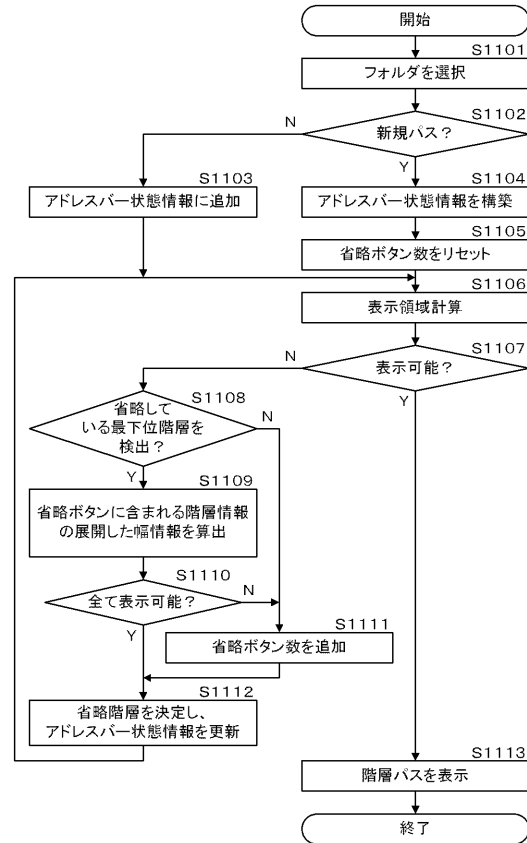 開始
S1101
フォルダを選択
S1102
新規パス？
N
Y
S1103
アドレスバー状態情報に追加
S1104
アドレスバー状態情報を構築
S1105
省略ボタン数をリセット
S1106
表示領域計算
S1107
表示可能？
N
Y
S1108
省略して
いる最下位階層を
検出？
N
Y
S1109
省略ボタンに含まれる階層情報
の展開した幅情報を算出
S1110
全て表示可能？
N
Y
S1111
省略ボタン数を追加
S1112
省略階層を決定し、
アドレスバー状態情報を更新
S1113
階層パスを表示
終了